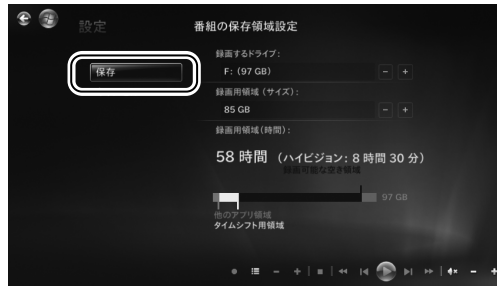 設定
番組の保存領域設定
保存
録画するドライブ:
F: (97 GB)
録画用領域 (サイズ):
85 GB
録画用領域(時間):
58 時間 (ハイビジョン: 8 時間 30 分)
録画可能な空き領域
97 GB
他のアプリ領域
タイムシフト用領域